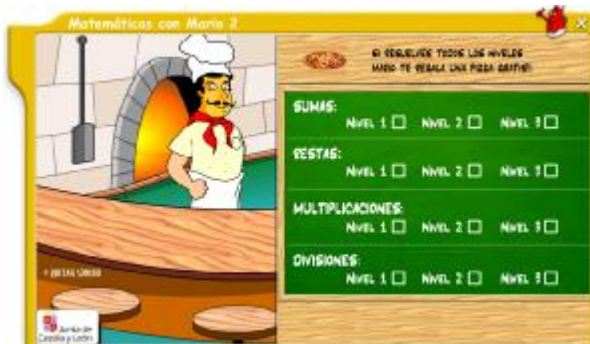 Matemáticas con Mario 2
SI RESUELVES TODOS LOS NIVELES
MARIO TE REGALA UNA PIZZA GRATIS!
SUMAS:
NIVEL 1 NIVEL 2 NIVEL 3
RESTAS:
NIVEL 1 NIVEL 2 NIVEL 3
MULTIPLICACIONES:
NIVEL 1 NIVEL 2 NIVEL 3
DIVISIONES:
NIVEL 1 NIVEL 2 NIVEL 3
Junta de
Castilla y León